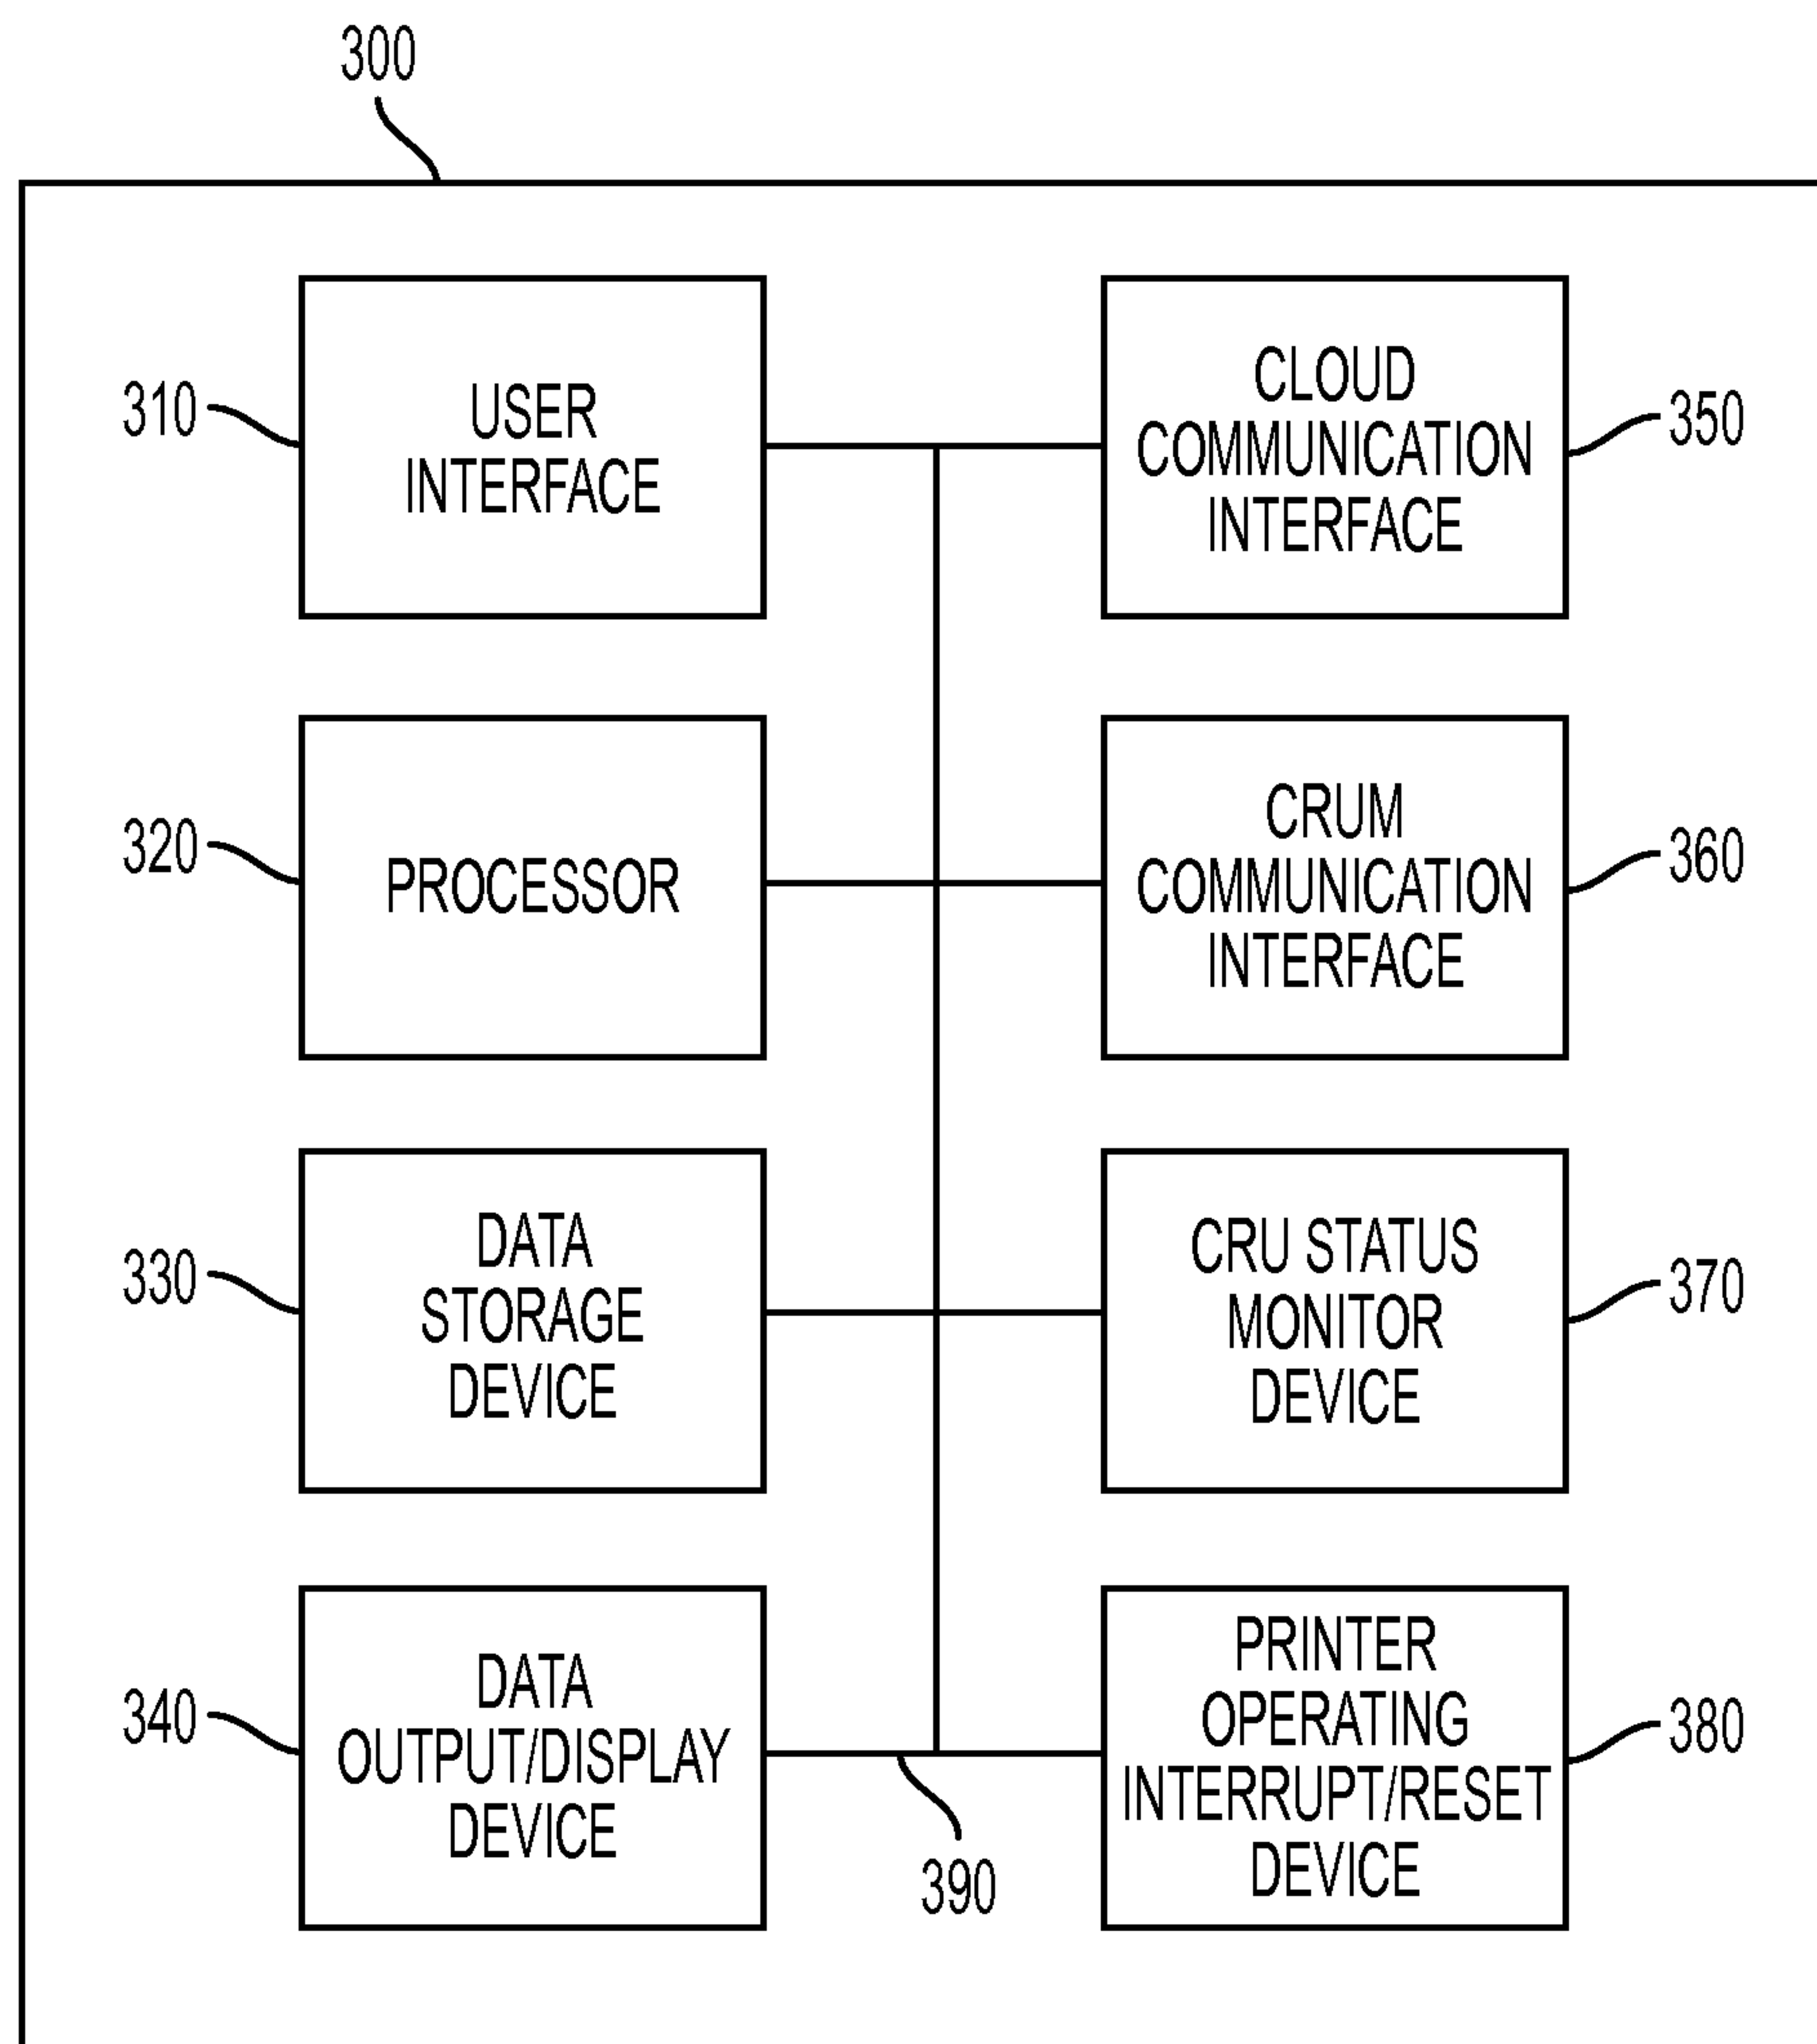 300
310
USER
INTERFACE
CLOUD
COMMUNICATION
INTERFACE
350
320
PROCESSOR
CRUM
COMMUNICATION
INTERFACE
360
330
DATA
STORAGE
DEVICE
CRU STATUS
MONITOR
DEVICE
370
340
DATA
OUTPUT/DISPLAY
DEVICE
390
PRINTER
OPERATING
INTERRUPT/RESET
DEVICE
380